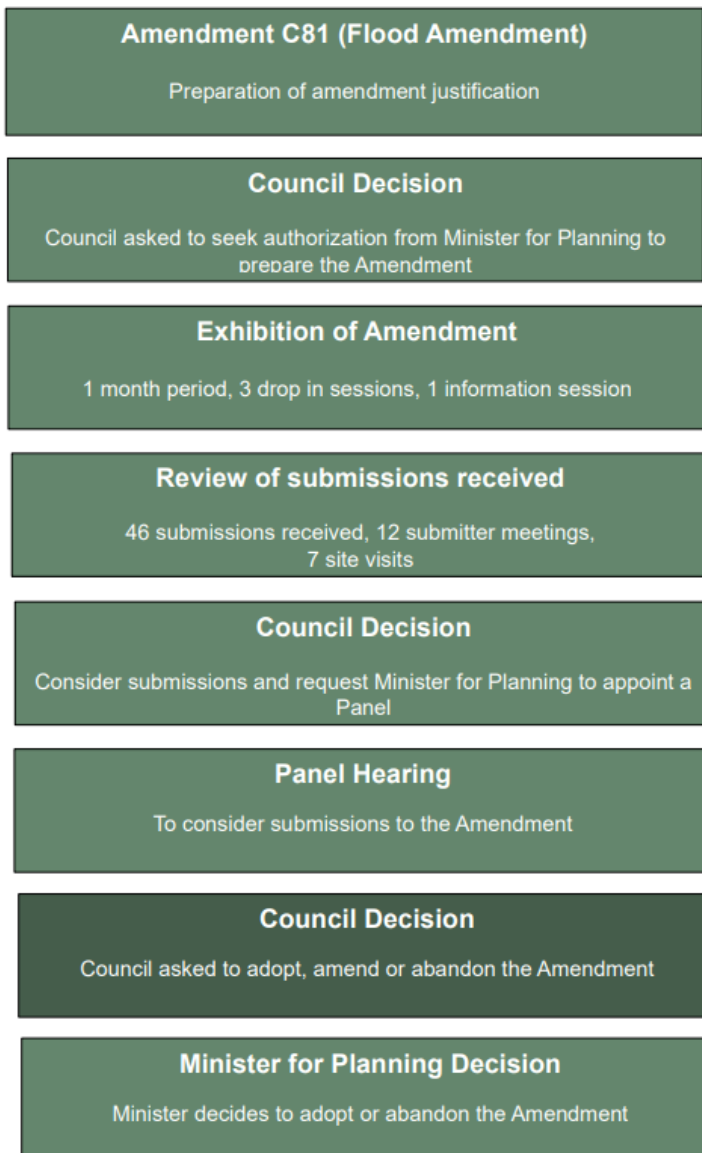 Amendment C81 (Flood Amendment)
Preparation of amendment justification
Council Decision
Council asked to seek authorization from Minister for Planning to
prepare the Amendment
Exhibition of Amendment
1 month period, 3 drop in sessions, 1 information session
Review of submissions received
46 submissions received, 12 submitter meetings,
7 site visits
Council Decision
Consider submissions and request Minister for Planning to appoint a
Panel
Panel Hearing
To consider submissions to the Amendment
Council Decision
Council asked to adopt, amend or abandon the Amendment
Minister for Planning Decision
Minister decides to adopt or abandon the Amendment